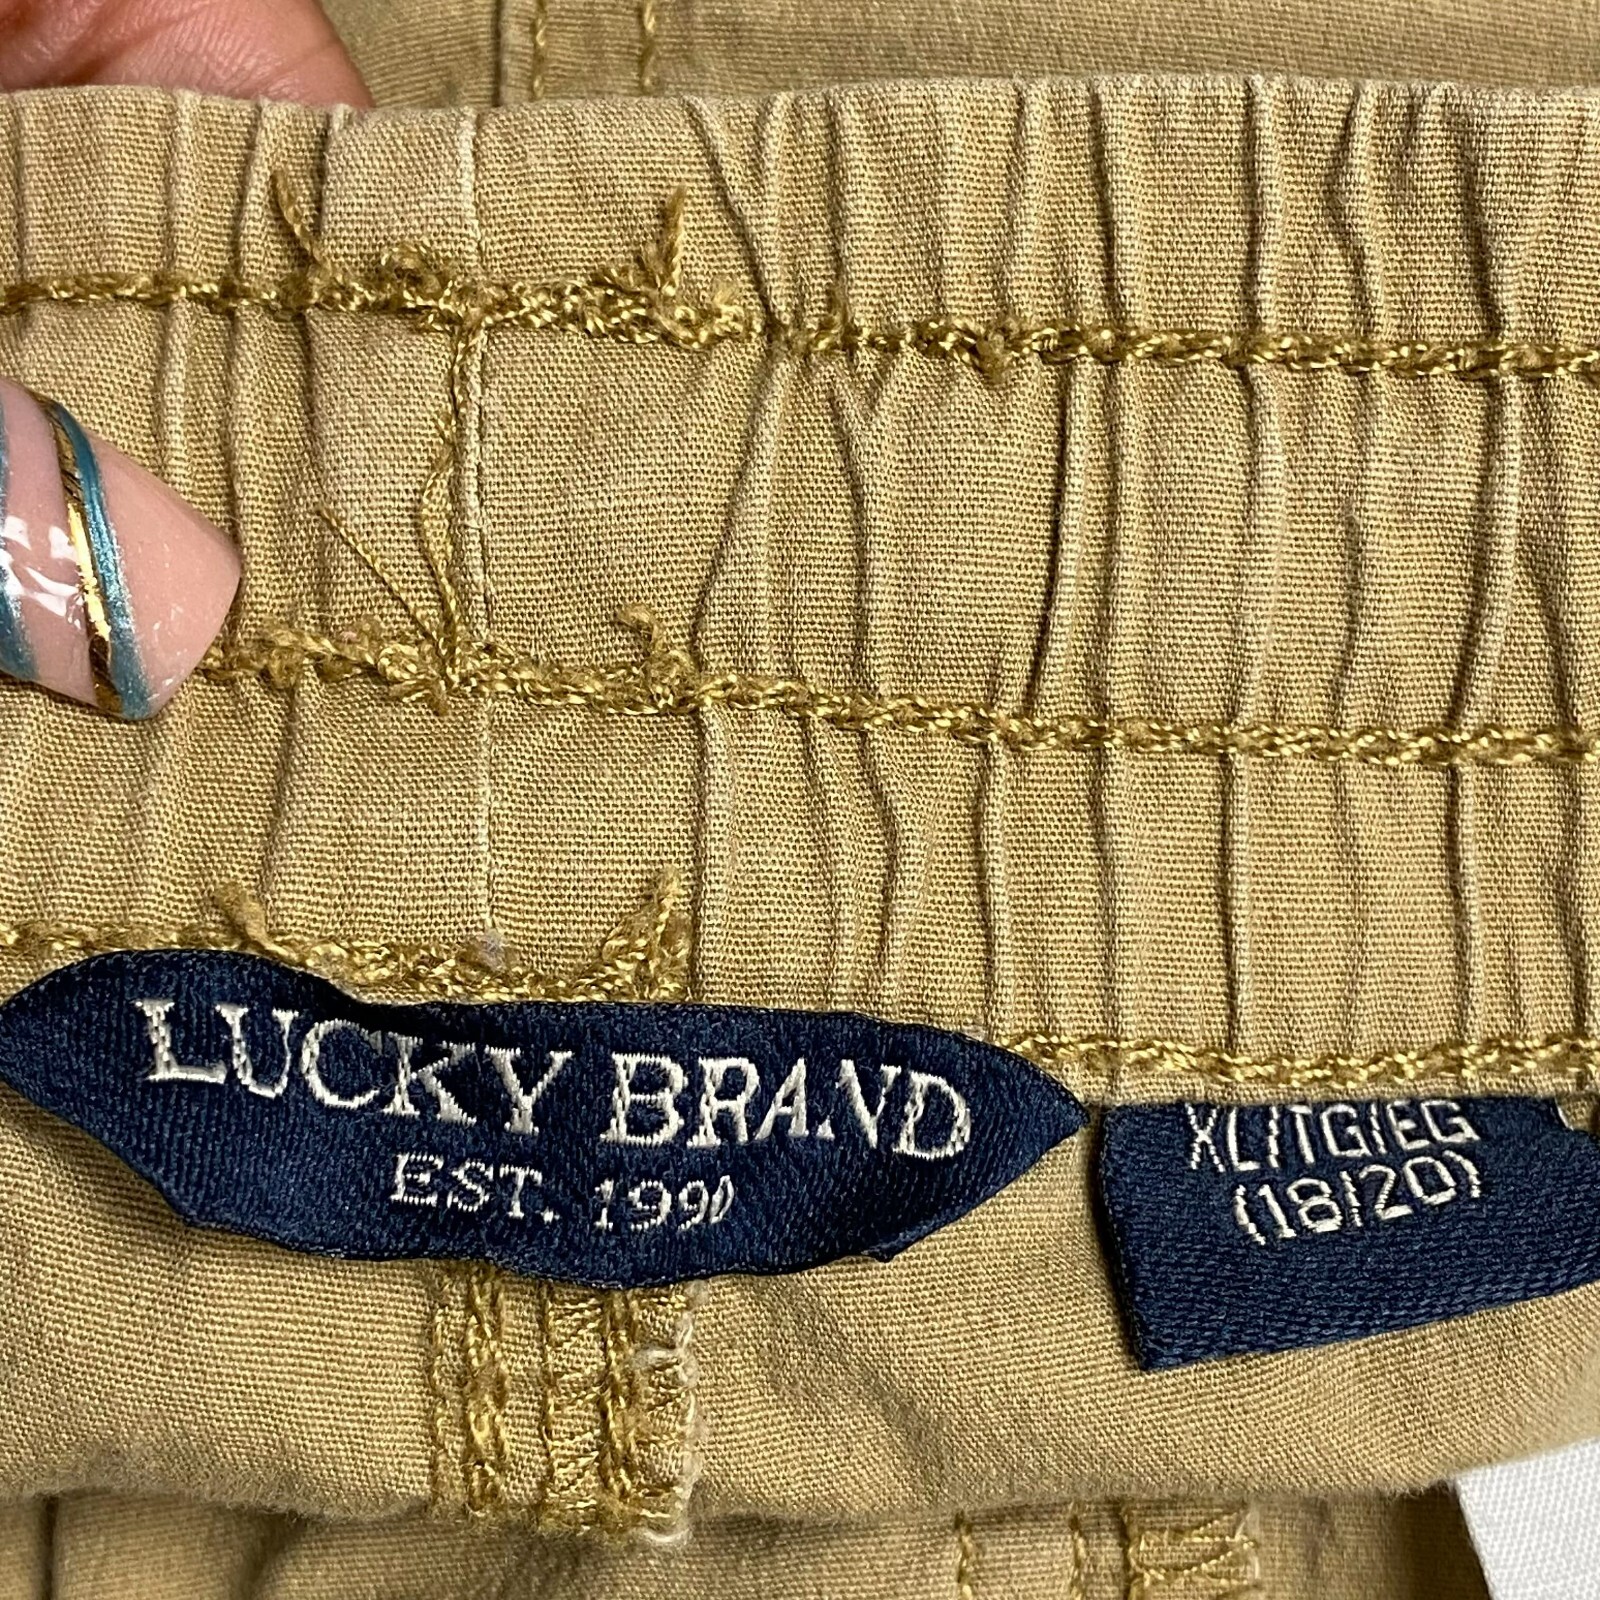 LUCKY BRAND
EST. 1990
XL/TG/EG
(18/20)